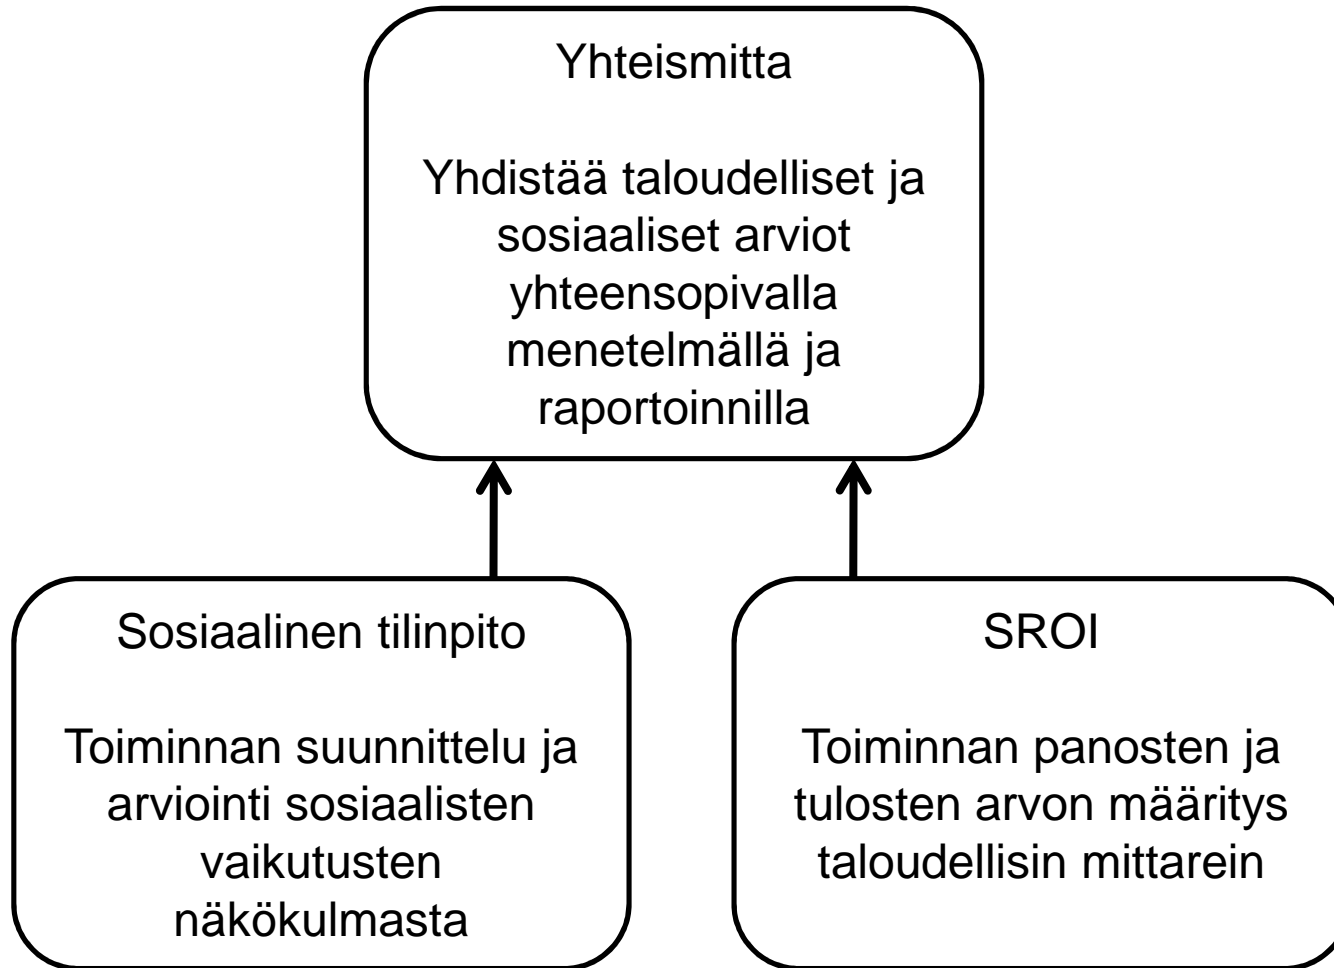 Yhteismitta
Yhdistää taloudelliset ja
sosiaaliset arviot
yhteensopivalla
menetelmällä ja
raportoinnilla
Sosiaalinen tilinpito
Toiminnan suunnittelu ja
arviointi sosiaalisten
vaikutusten
näkökulmasta
SROI
Toiminnan panosten ja
tulosten arvon määritys
taloudellisin mittarein